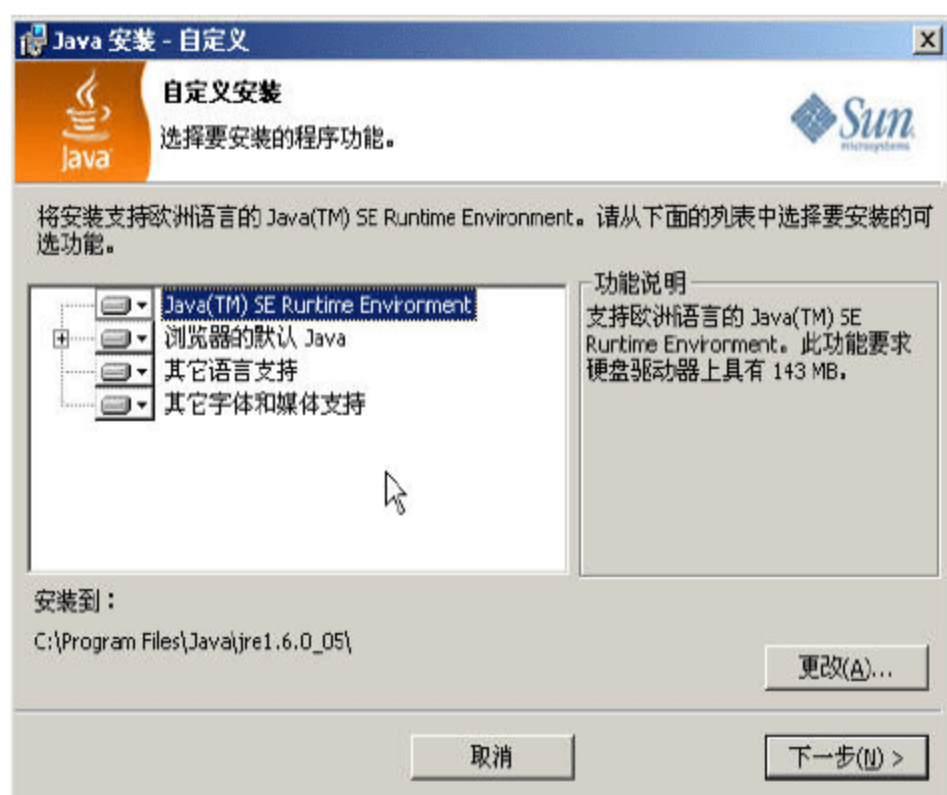 Java 安装 - 自定义
自定义安装
选择要安装的程序功能。
Java
Sun
microsystems
将安装支持欧洲语言的 Java(TM) SE Runtime Environment。请从下面的列表中选择要安装的可
选功能。
Java(TM) SE Runtime Environment
浏览器的默认 Java
其它语言支持
其它字体和媒体支持
功能说明
支持欧洲语言的 Java(TM) SE
Runtime Environment。此功能要求
硬盘驱动器上具有 143 MB。
安装到：
C:\Program Files\Java\jre1.6.0_05\
更改(A)...
取消
下一步(N) >